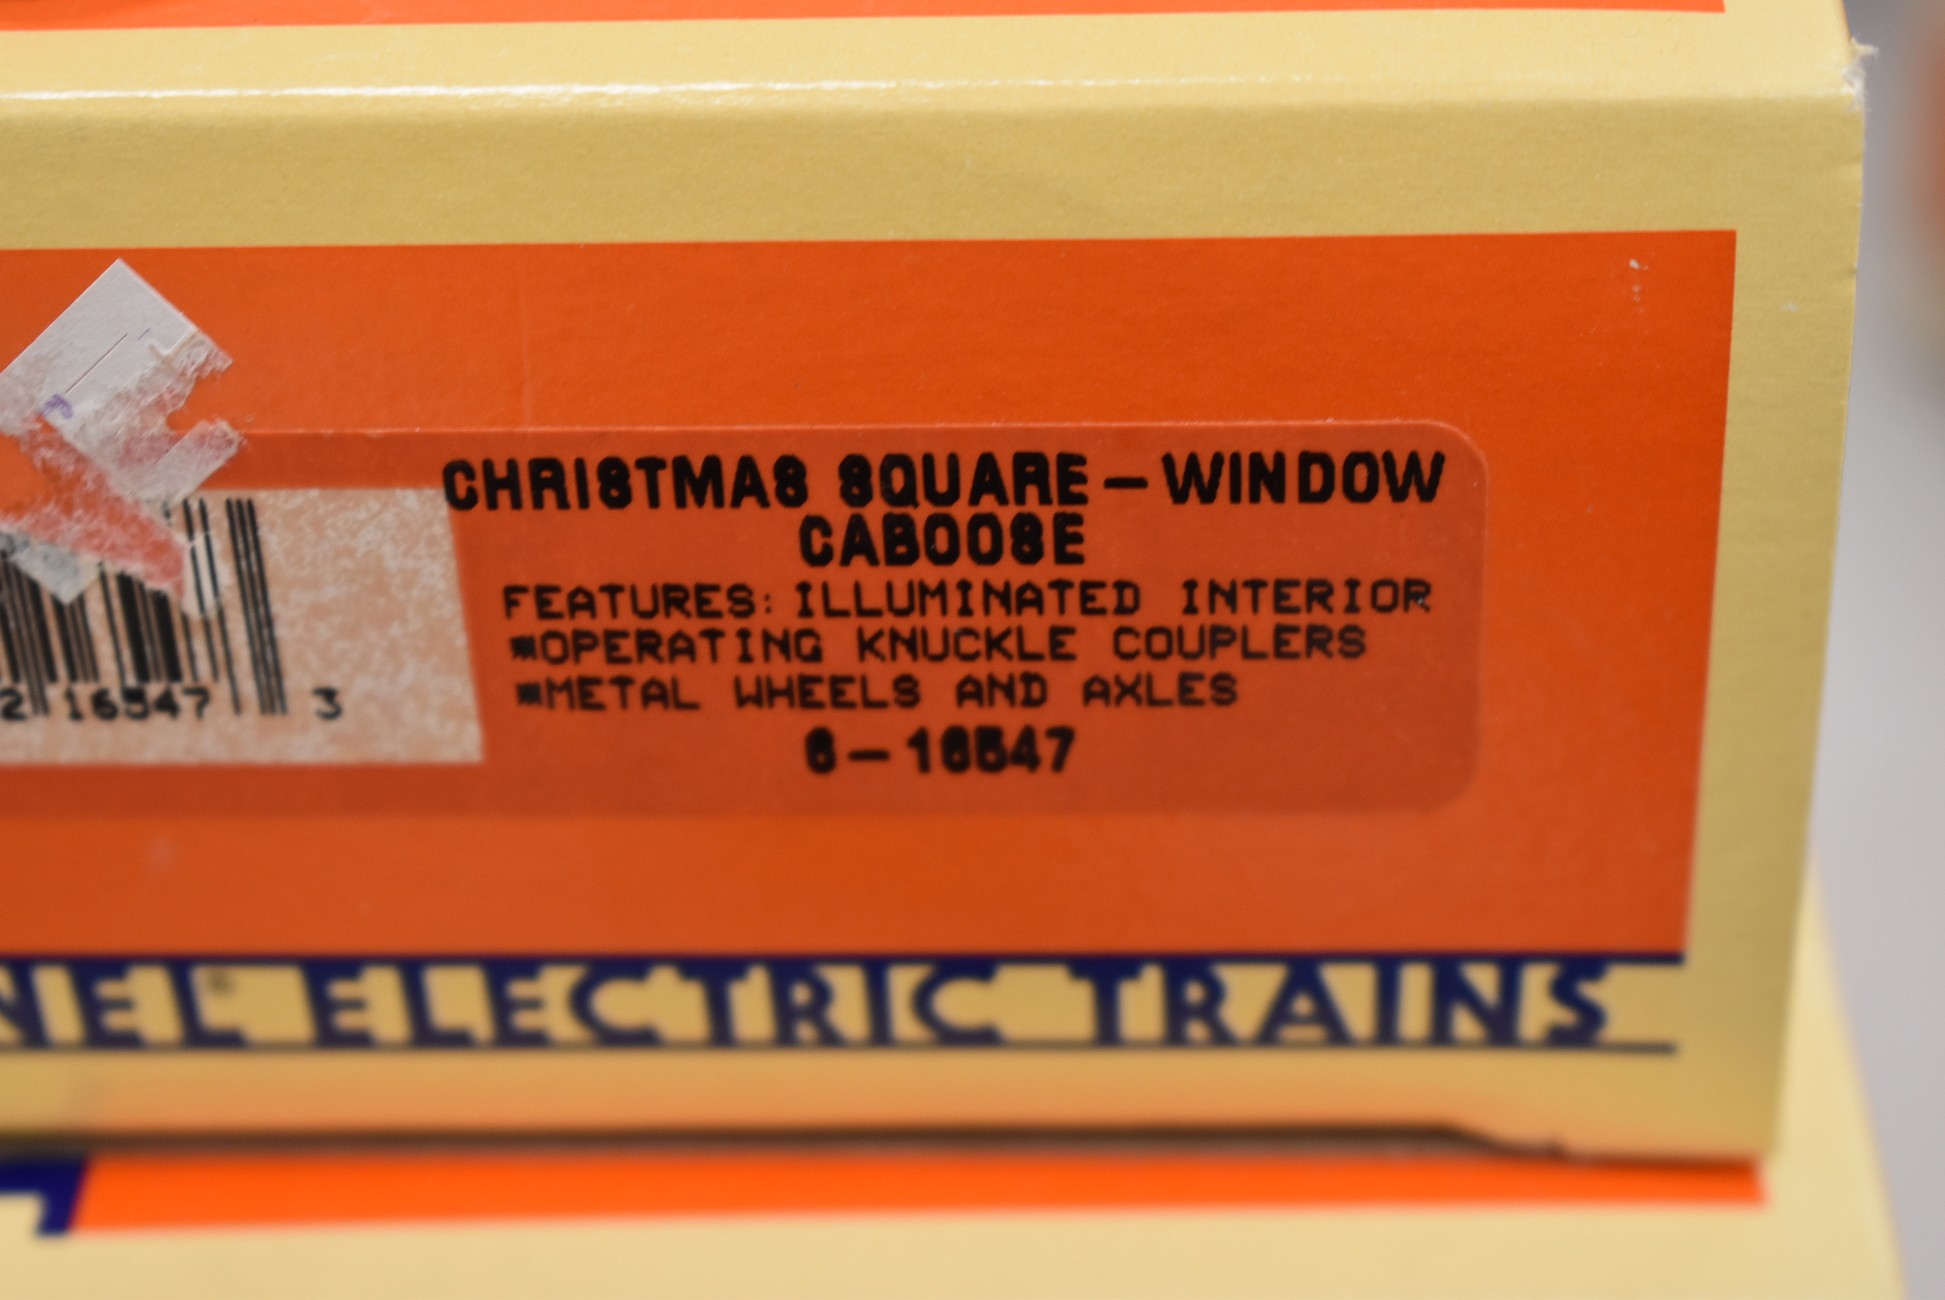 CHRISTMAS SQUARE-WINDOW
CABOOSE
FEATURES: ILLUMINATED INTERIOR
*OPERATING KNUCKLE COUPLERS
*METAL WHEELS AND AXLES
6-16547
2 16547 3
NEL® ELECTRIC TRAINS